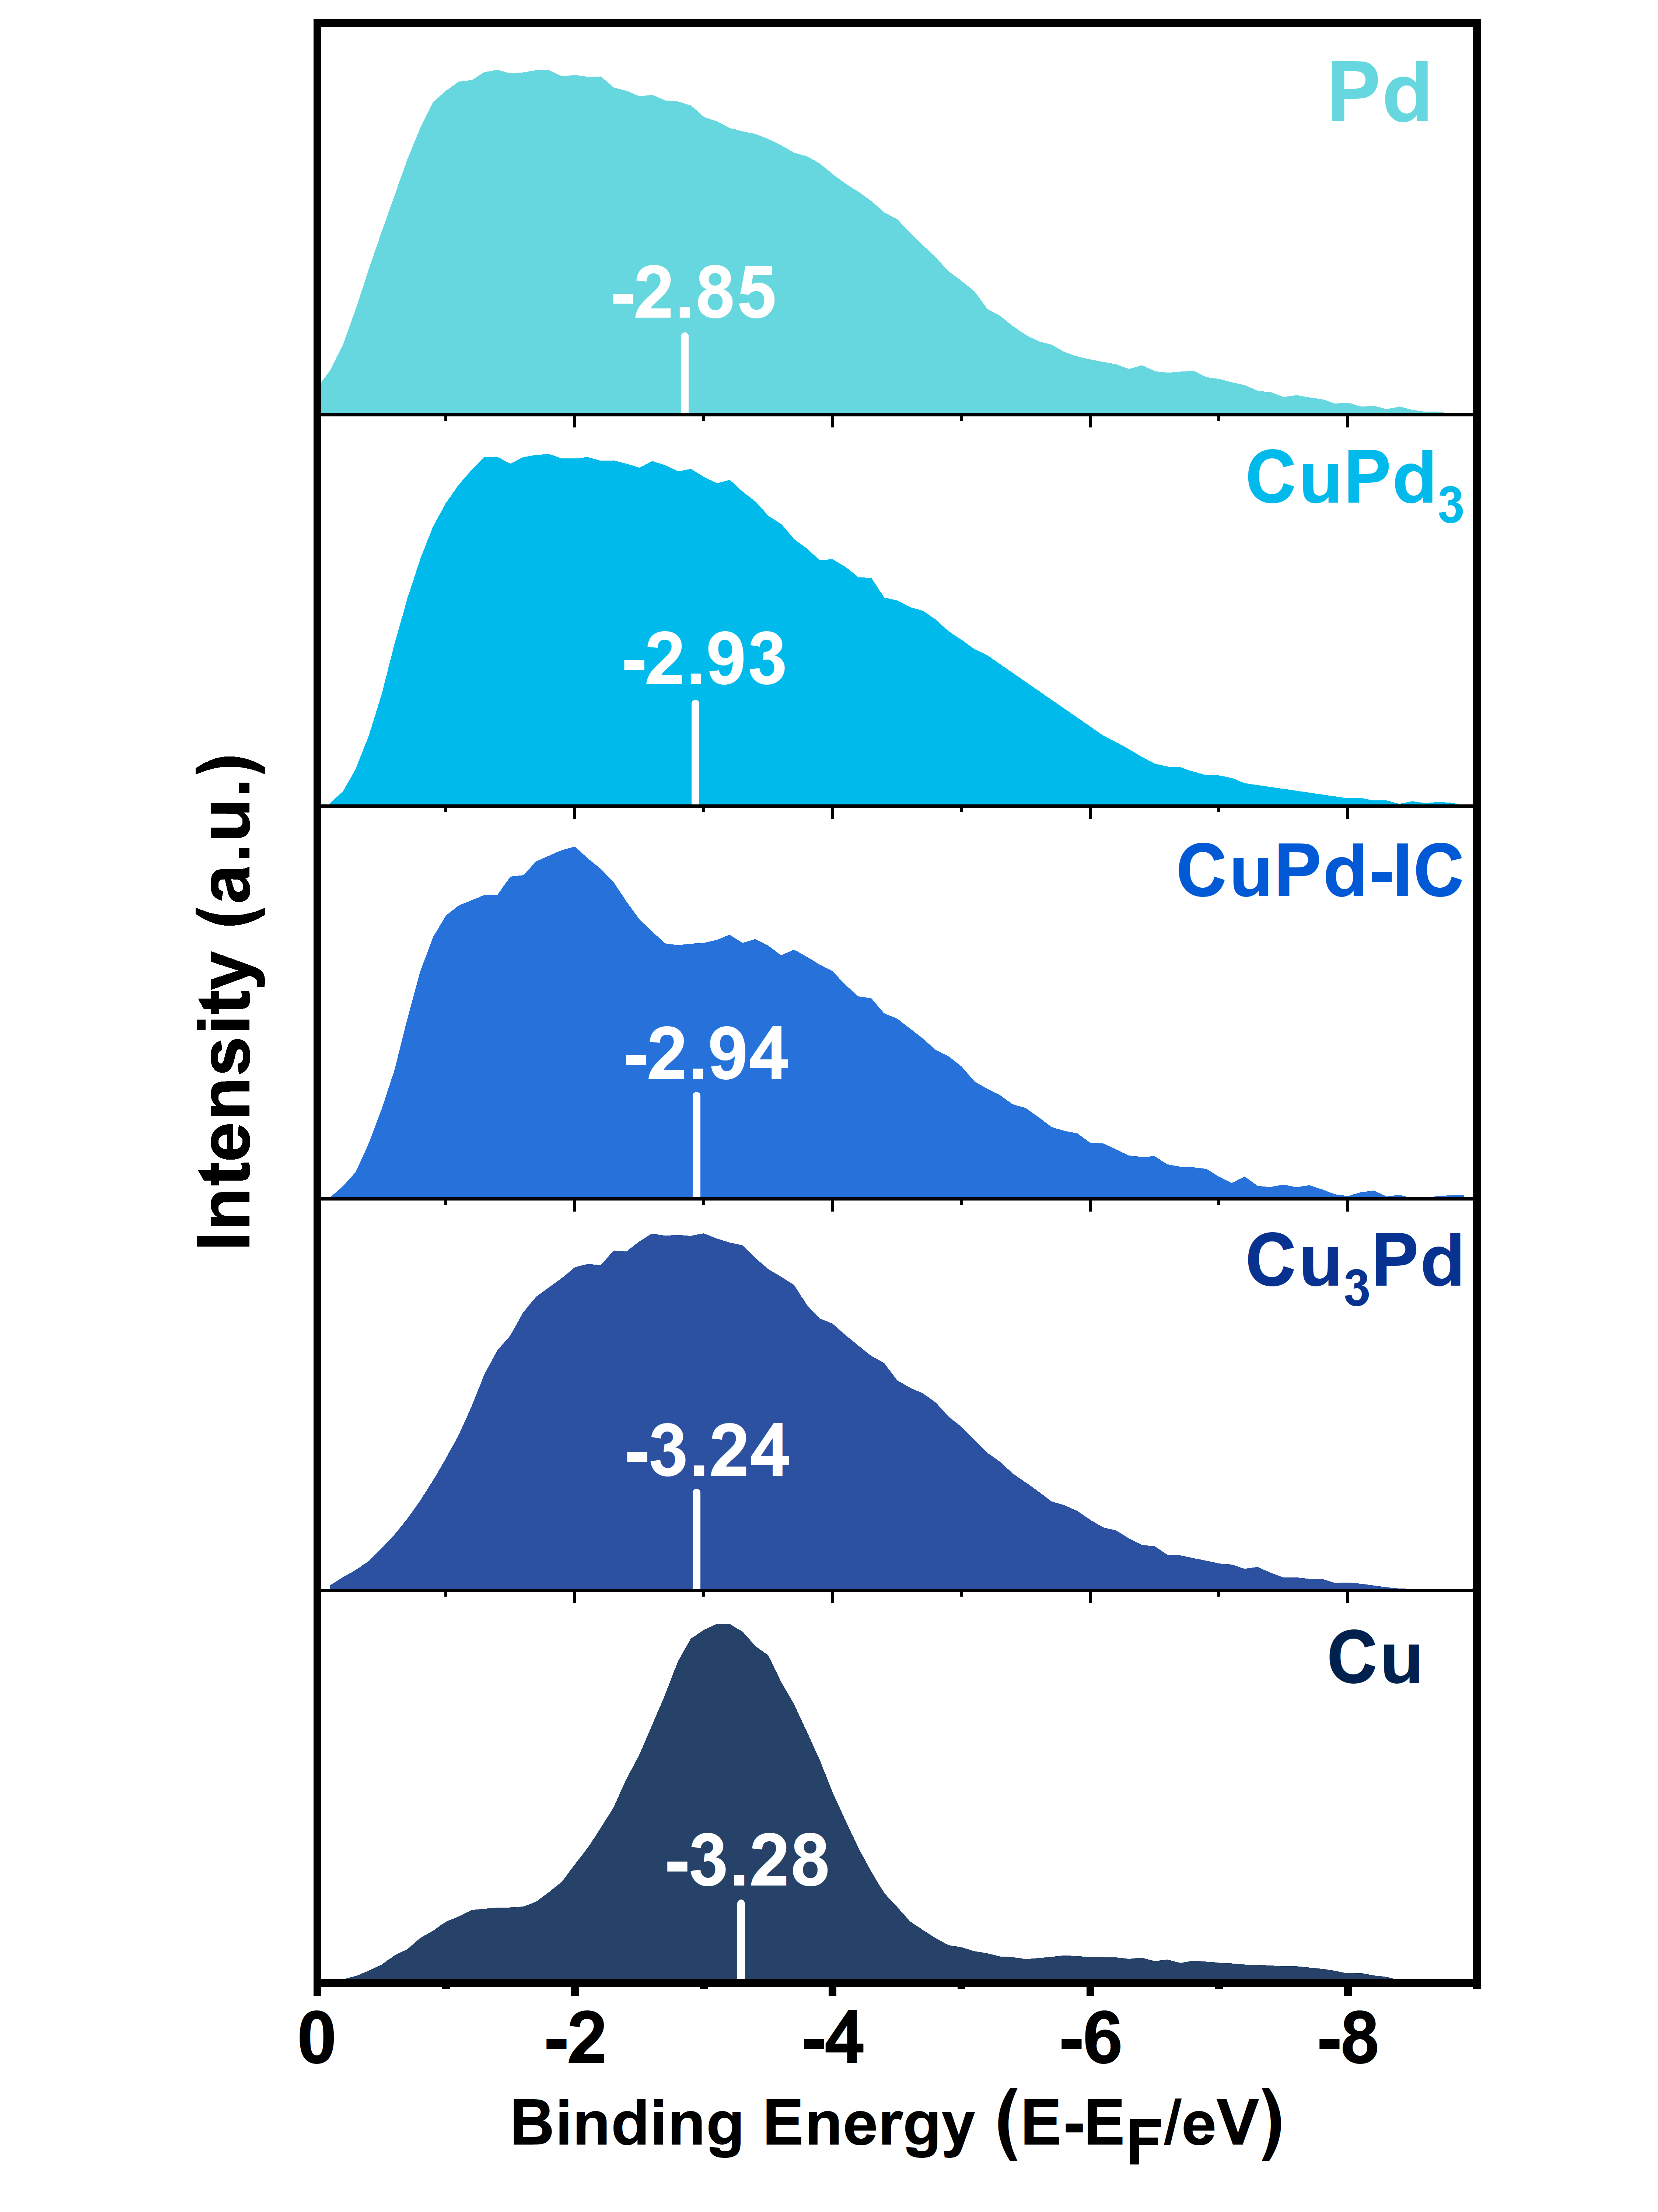 Pd
-2.85
CuPd₃
-2.93
CuPd-IC
-2.94
Cu₃Pd
-3.24
Cu
-3.28
Intensity (a.u.)
0 -2 -4 -6 -8
Binding Energy (E-E_F/eV)